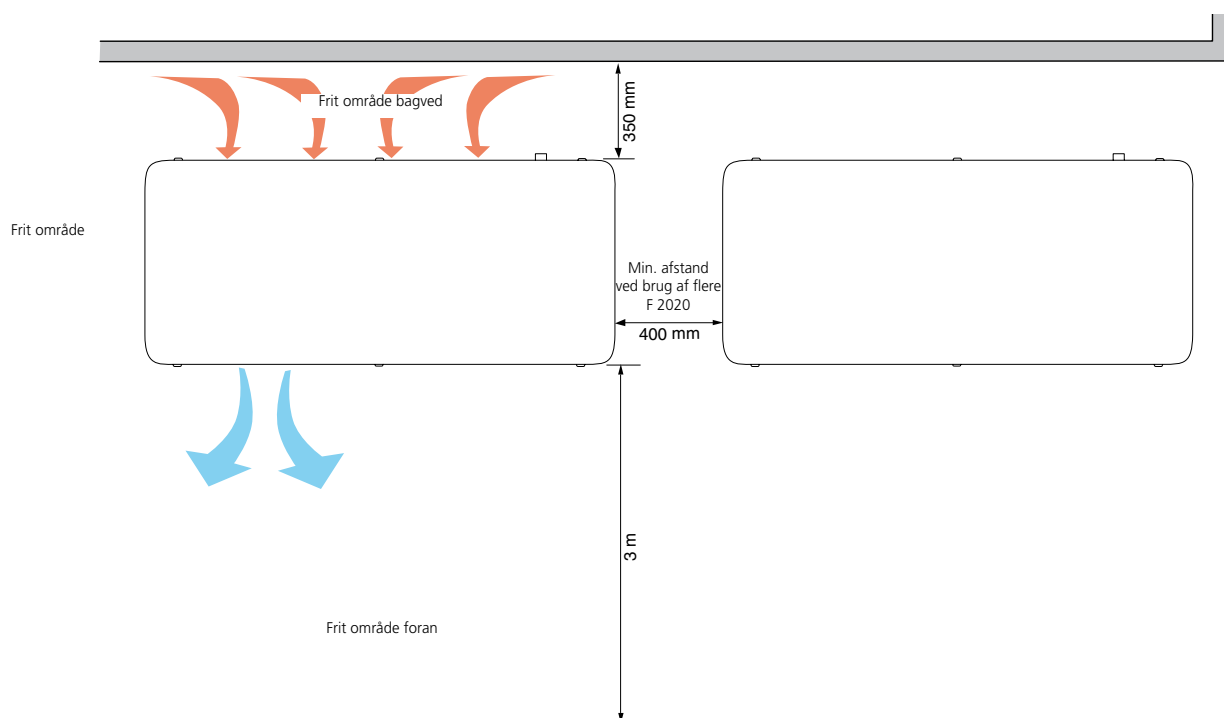 Frit område bagved
350 mm
Frit område
Min. afstand
ved brug af flere
F 2020
400 mm
3 m
Frit område foran